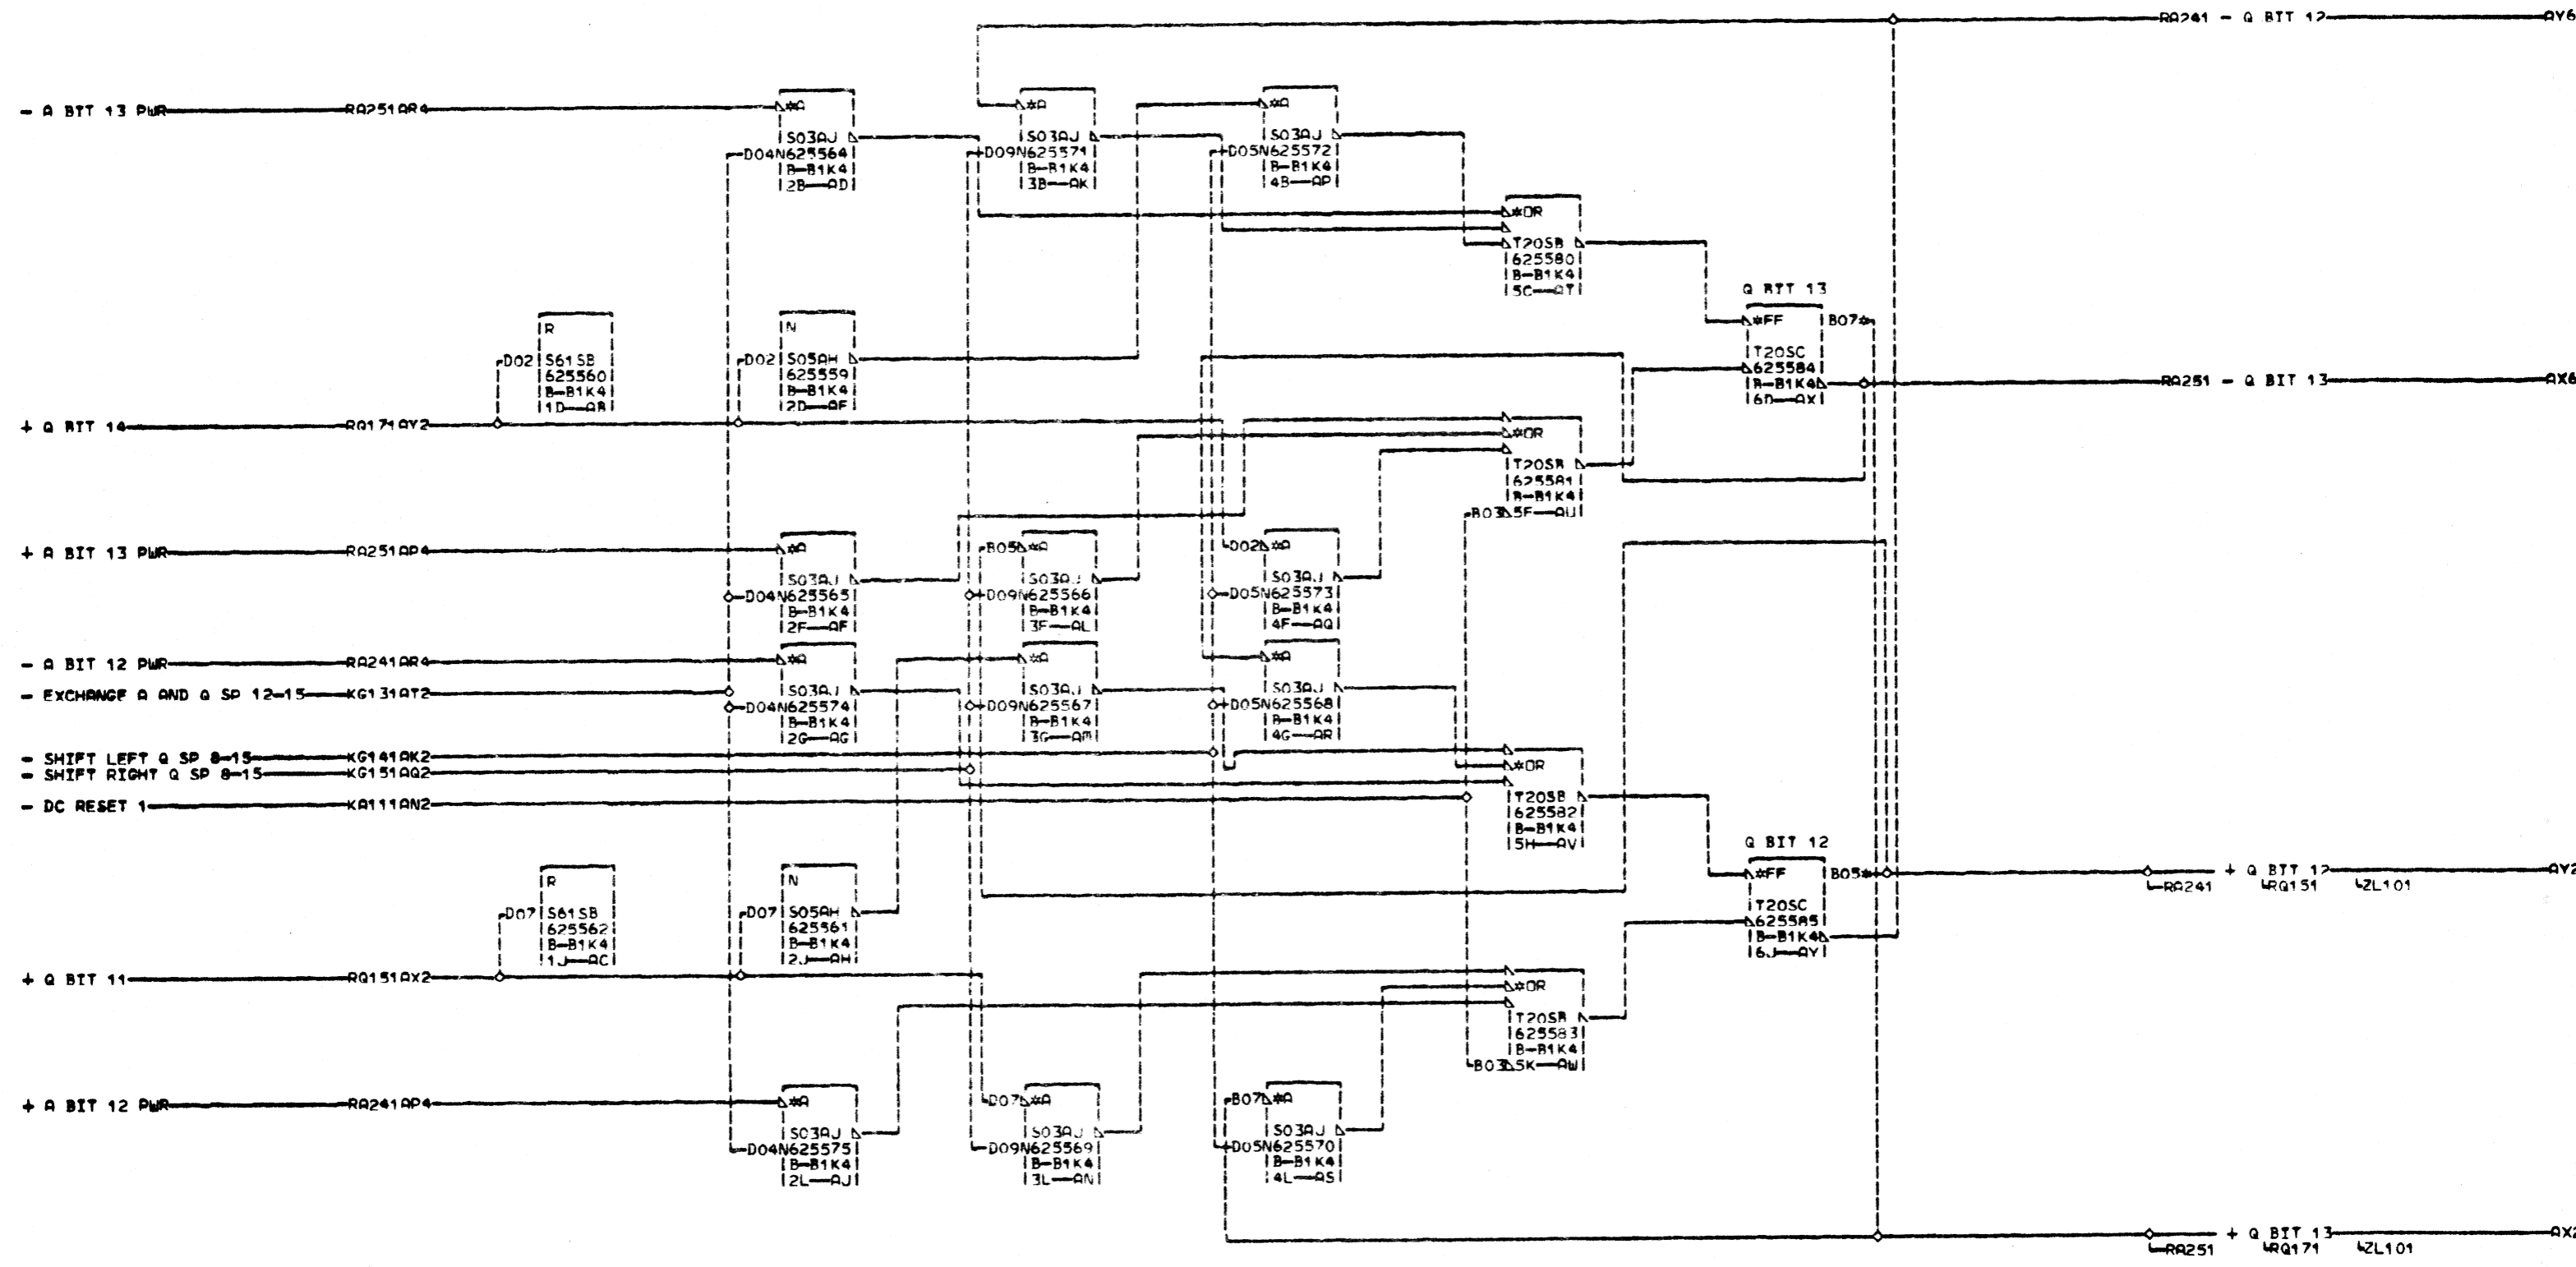 RA241 - Q BIT 12 AY6
- A BIT 13 PWR RA251AR4
*A
S03AJ
D04N625564
B-B1K4
2B—AD
*A
S03AJ
D09N625571
B-B1K4
3B—AK
*A
S03AJ
D05N625572
B-B1K4
4B—AP
*OR
T20SB
625580
B-B1K4
5C—AT
R
D02 S61SB
625560
B-B1K4
1D—AB
N
D02 S05AH
625559
B-B1K4
2D—AE
Q BIT 13
*FF B07*
T20SC
625584
B-B1K4
6D—AX
RA251 - Q BIT 13 AX6
+ Q BIT 14 RQ171AY2
*OR
T20SB
625581
B-B1K4
B03 5F—AU
+ A BIT 13 PWR RA251AP4
*A
S03AJ
D04N625565
B-B1K4
2F—AF
B05 *A
S03AJ
D09N625566
B-B1K4
3F—AL
D02 *A
S03AJ
D05N625573
B-B1K4
4F—AQ
- A BIT 12 PWR RA241AR4
- EXCHANGE A AND Q SP 12-15 KG131AT2
*A
S03AJ
D04N625574
B-B1K4
2G—AG
*A
S03AJ
D09N625567
B-B1K4
3G—AM
*A
S03AJ
D05N625568
B-B1K4
4G—AR
- SHIFT LEFT Q SP 8-15 KG141AK2
- SHIFT RIGHT Q SP 8-15 KG151AQ2
- DC RESET 1 KA111AN2
*OR
T20SB
625582
B-B1K4
5H—AV
R
D07 S61SB
625562
B-B1K4
1J—AC
N
D07 S05AH
625561
B-B1K4
2J—AH
Q BIT 12
*FF B05*
T20SC
625585
B-B1K4
6J—AY
+ Q BIT 12 AY2
RA241 RQ151 ZL101
+ Q BIT 11 RQ151AX2
*OR
T20SB
625583
B-B1K4
B03 5K—AW
+ A BIT 12 PWR RA241AP4
*A
S03AJ
D04N625575
B-B1K4
2L—AJ
D07 *A
S03AJ
D09N625569
B-B1K4
3L—AN
B07 *A
S03AJ
D05N625570
B-B1K4
4L—AS
+ Q BIT 13 AX2
RA251 RQ171 ZL101